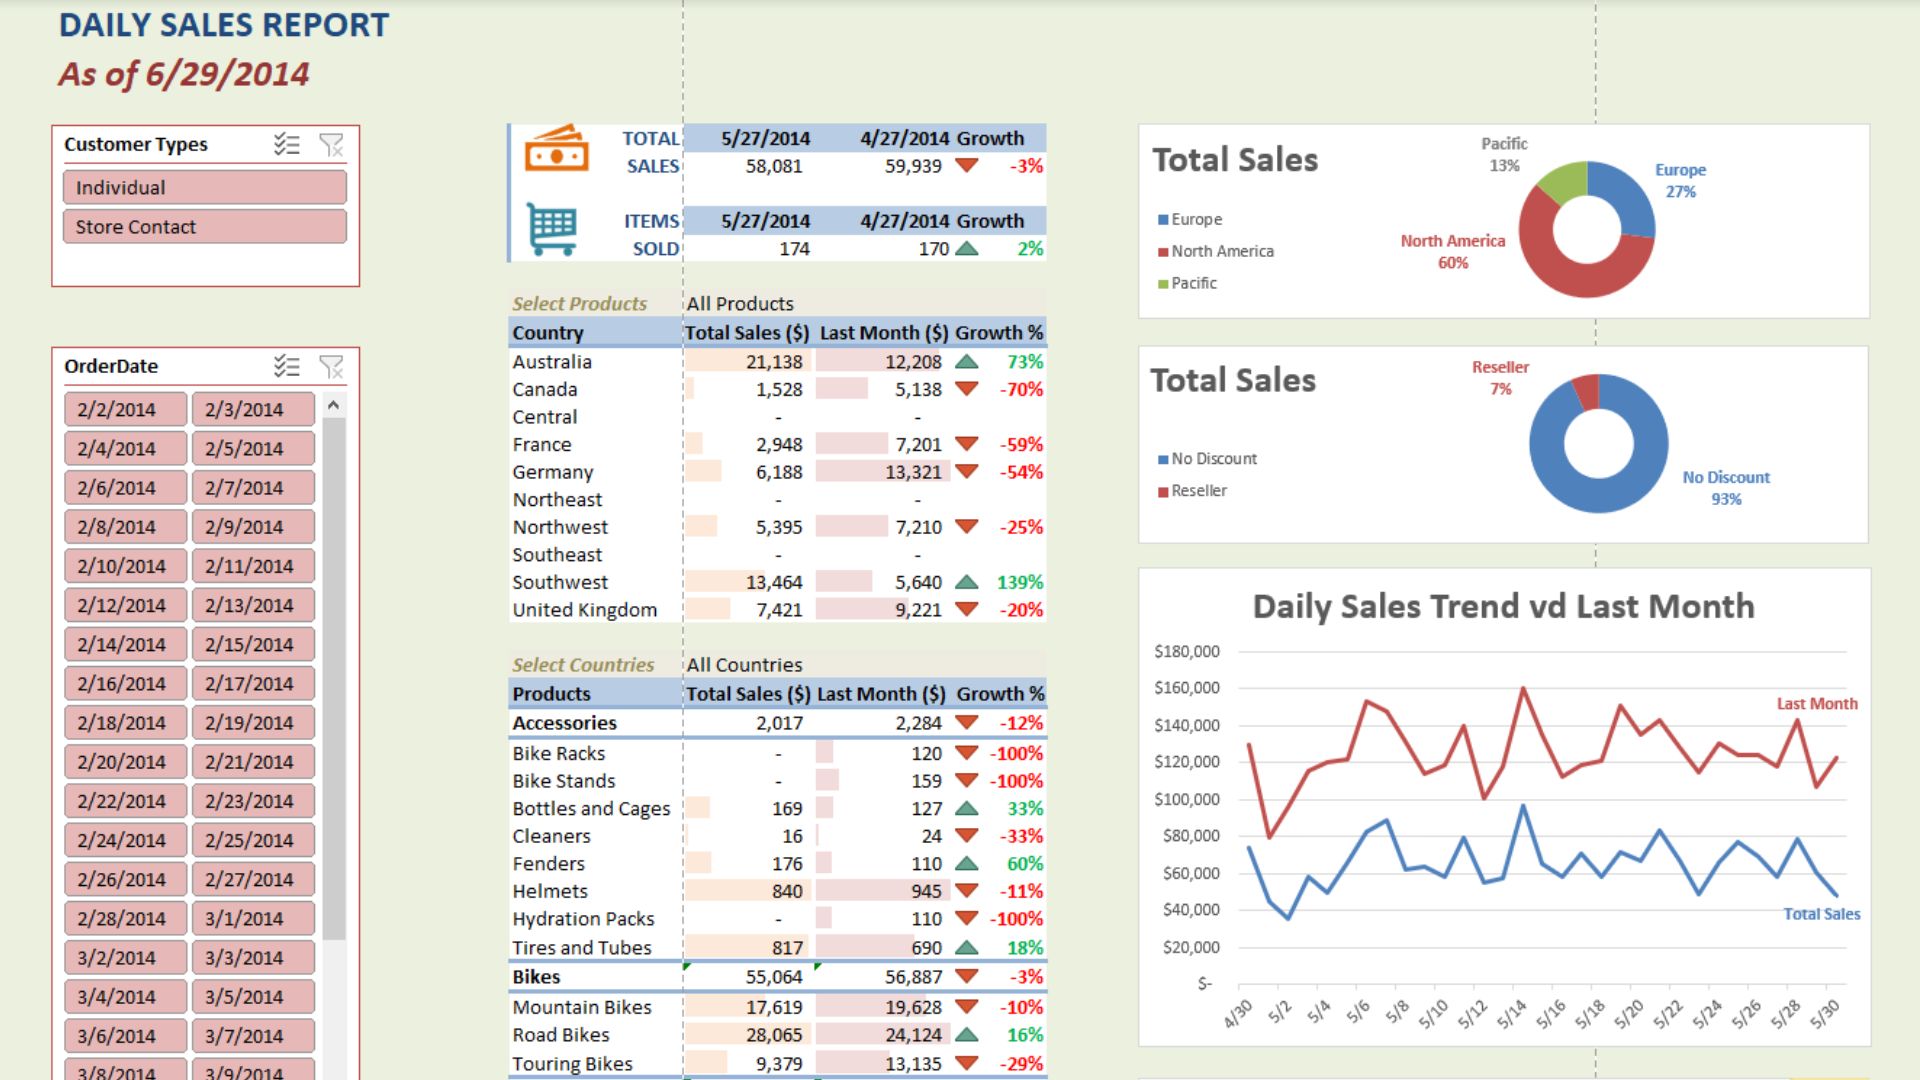 DAILY SALES REPORT
As of 6/29/2014
Customer Types
Individual
Store Contact
OrderDate
2/2/2014 2/3/2014
2/4/2014 2/5/2014
2/6/2014 2/7/2014
2/8/2014 2/9/2014
2/10/2014 2/11/2014
2/12/2014 2/13/2014
2/14/2014 2/15/2014
2/16/2014 2/17/2014
2/18/2014 2/19/2014
2/20/2014 2/21/2014
2/22/2014 2/23/2014
2/24/2014 2/25/2014
2/26/2014 2/27/2014
2/28/2014 3/1/2014
3/2/2014 3/3/2014
3/4/2014 3/5/2014
3/6/2014 3/7/2014
3/8/2014 3/9/2014
TOTAL 5/27/2014 4/27/2014 Growth
SALES 58,081 59,939 -3%
ITEMS 5/27/2014 4/27/2014 Growth
SOLD 174 170 2%
Select Products All Products
Country Total Sales ($) Last Month ($) Growth %
Australia 21,138 12,208 73%
Canada 1,528 5,138 -70%
Central - -
France 2,948 7,201 -59%
Germany 6,188 13,321 -54%
Northeast - -
Northwest 5,395 7,210 -25%
Southeast - -
Southwest 13,464 5,640 139%
United Kingdom 7,421 9,221 -20%
Select Countries All Countries
Products Total Sales ($) Last Month ($) Growth %
Accessories 2,017 2,284 -12%
Bike Racks - 120 -100%
Bike Stands - 159 -100%
Bottles and Cages 169 127 33%
Cleaners 16 24 -33%
Fenders 176 110 60%
Helmets 840 945 -11%
Hydration Packs - 110 -100%
Tires and Tubes 817 690 18%
Bikes 55,064 56,887 -3%
Mountain Bikes 17,619 19,628 -10%
Road Bikes 28,065 24,124 16%
Touring Bikes 9,379 13,135 -29%
Total Sales
Europe
North America
Pacific
Pacific
13%
Europe
27%
North America
60%
Total Sales
No Discount
Reseller
Reseller
7%
No Discount
93%
Daily Sales Trend vd Last Month
$180,000
$160,000
$140,000
$120,000
$100,000
$80,000
$60,000
$40,000
$20,000
$-
Last Month
Total Sales
4/30 5/2 5/4 5/6 5/8 5/10 5/12 5/14 5/16 5/18 5/20 5/22 5/24 5/26 5/28 5/30